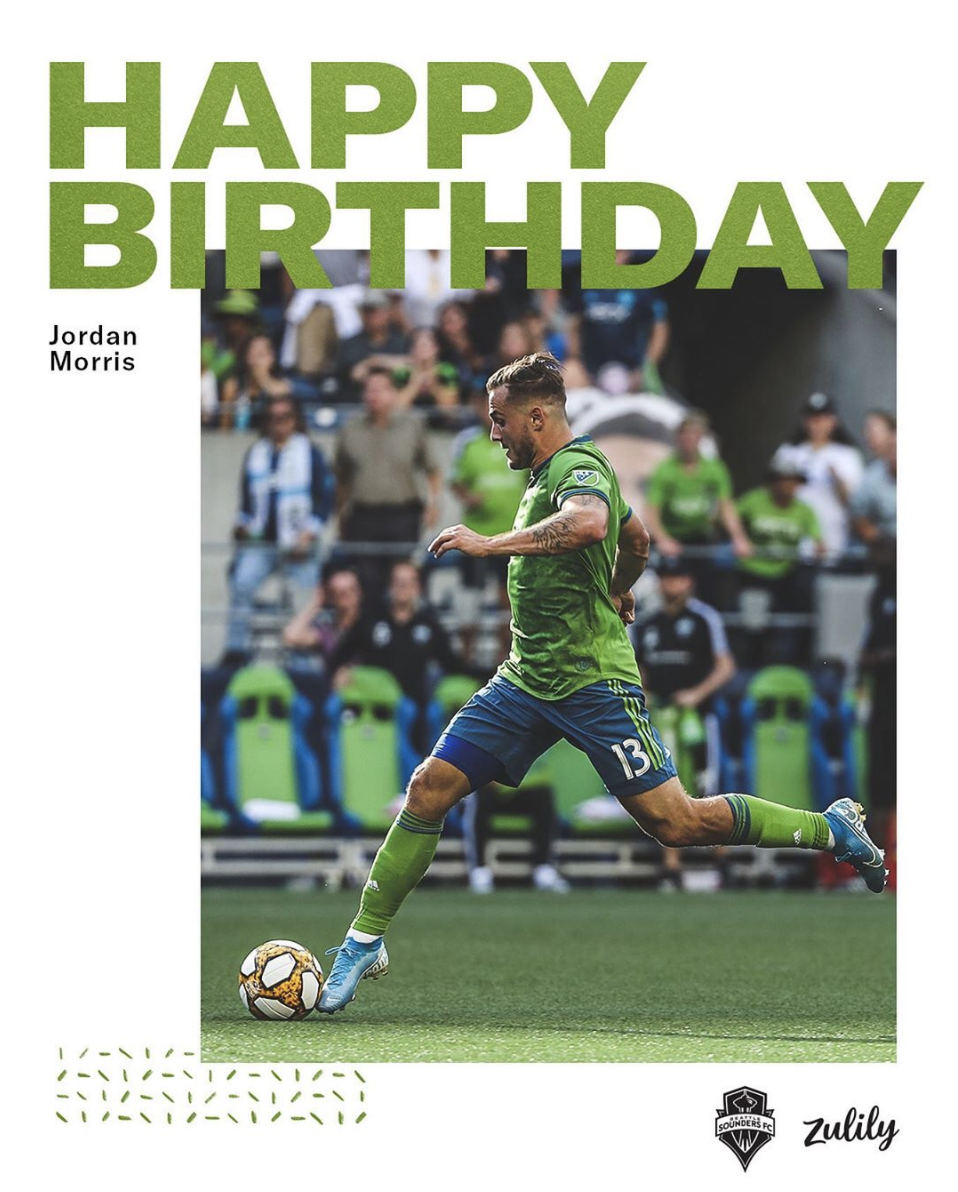 HAPPY
BIRTHDAY
Jordan
Morris
13
SEATTLE
SOUNDERS FC
zulily